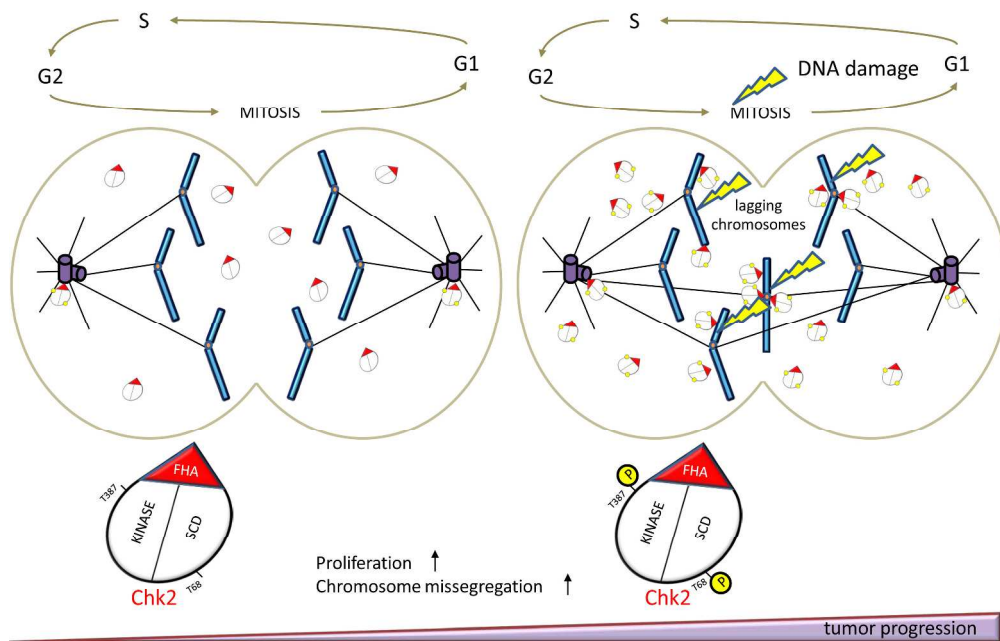 S
G2
G1
MITOSIS
S
G2
DNA damage
G1
MITOSIS
lagging
chromosomes
FHA
T387
KINASE
SCD
T68
Chk2
P
FHA
T387
KINASE
SCD
T68
P
Chk2
Proliferation ↑
Chromosome missegregation ↑
tumor progression